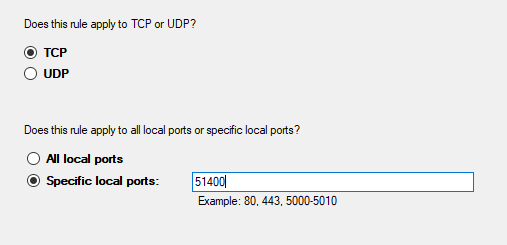 Does this rule apply to TCP or UDP?
TCP
UDP
Does this rule apply to all local ports or specific local ports?
All local ports
Specific local ports: 51400
Example: 80, 443, 5000-5010